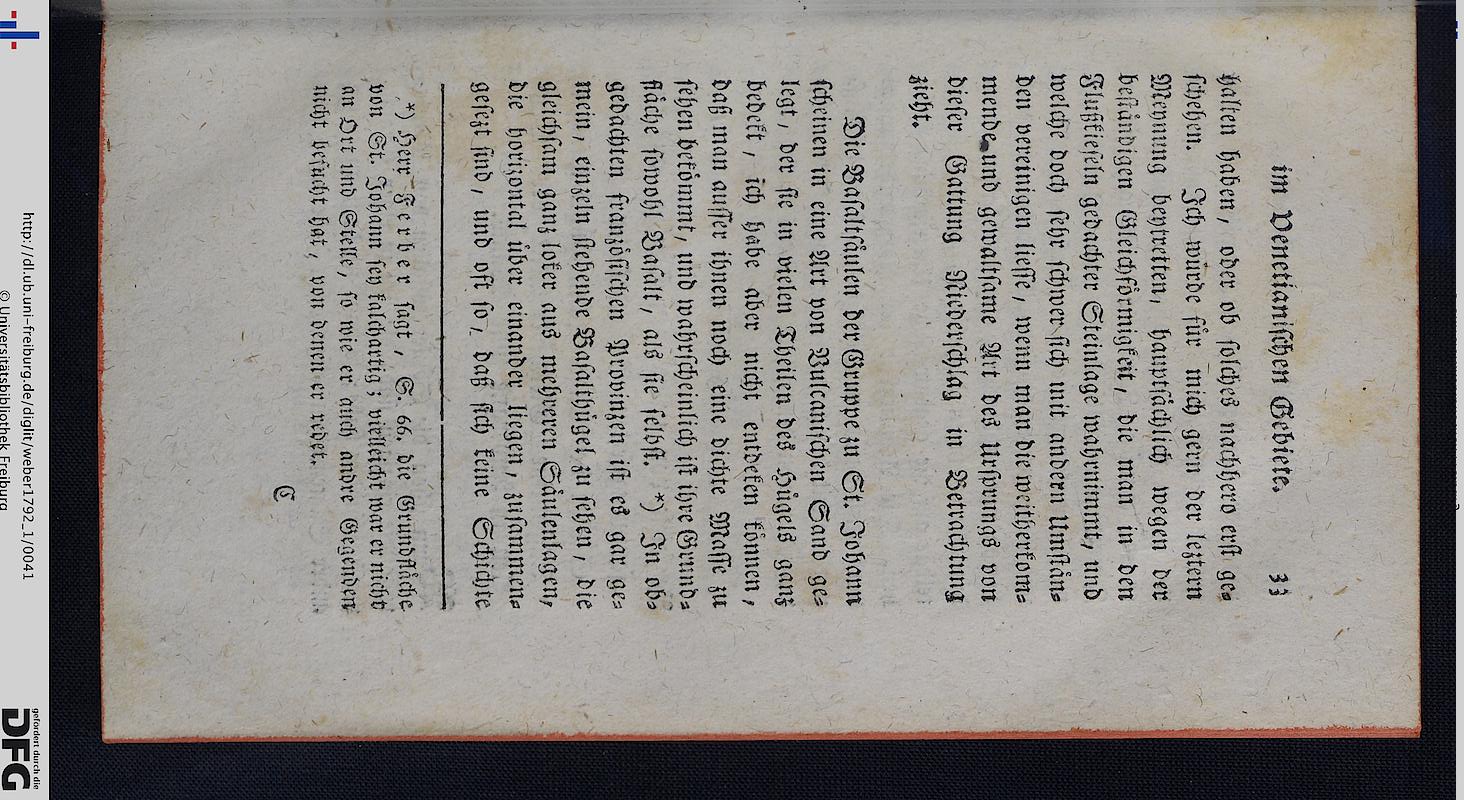 im Venetianischen Gebiete. 33
halten haben, oder ob solches nachhero erst ge-
schehen. Ich würde für mich gern der leztern
Meynung beytretten, hauptsächlich wegen der
beständigen Gleichförmigkeit, die man in den
Flußkieseln gedachter Steinlage wahrnimmt, und
welche doch sehr schwer sich mit andern Umstän-
den vereinigen liesse, wenn man die weitherkom-
mende und gewaltsame Art des Ursprungs von
dieser Gattung Niederschlag in Betrachtung
zieht.
Die Basaltsäulen der Gruppe zu St. Johann
scheinen in eine Art von Vulcanischen Sand ge-
legt, der sie in vielen Theilen des Hügels ganz
bedekt, ich habe aber nicht entdeken können,
daß man ausser ihnen noch eine dichte Masse zu
sehen bekömmt, und wahrscheinlich ist ihre Grund-
fläche sowohl Basalt, als sie selbst. *) In ob-
gedachten französischen Provinzen ist es gar ge-
mein, einzeln stehende Basalthügel zu sehen, die
gleichsam ganz loker aus mehreren Säulenlagen,
die horizontal über einander liegen, zusammen-
gesezt sind, und oft so, daß sich keine Schichte
*) Herr Ferber sagt, S. 66. die Grundfläche
von St. Johann sey kalchartig; vielleicht war er nicht
an Ort und Stelle, so wie er auch andre Gegenden
nicht besucht hat, von denen er redet.
C
http://dl.ub.uni-freiburg.de/diglit/weber1792_1/0041
© Universitätsbibliothek Freiburg
gefördert durch die
DFG